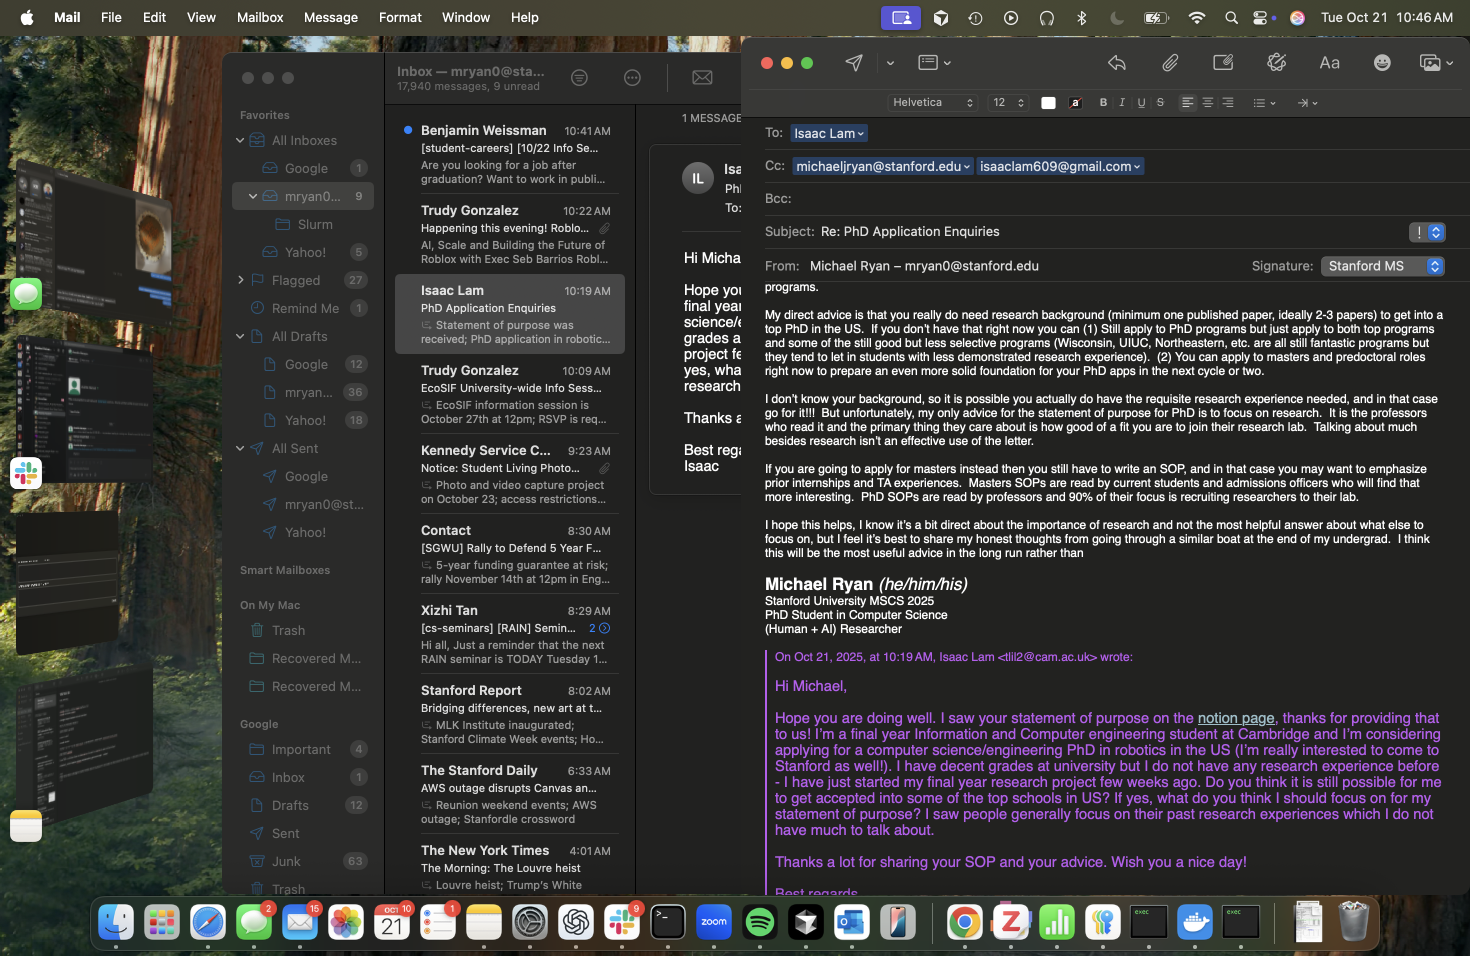 Mail File Edit View Mailbox Message Format Window Help
Tue Oct 21 10:46 AM
Favorites
All Inboxes
Google 1
mryan0... 9
Slurm
Yahoo! 5
Flagged 27
Remind Me 1
All Drafts
Google 12
mryan... 36
Yahoo! 18
All Sent
Google
mryan0@st...
Yahoo!
Smart Mailboxes
On My Mac
Trash
Recovered M...
Recovered M...
Google
Important 4
Inbox 1
Drafts 12
Sent
Junk 63
Trash
Inbox — mryan0@sta...
17,940 messages, 9 unread
Benjamin Weissman 10:41 AM
[student-careers] [10/22 Info Se...
Are you looking for a job after
graduation? Want to work in publi...
Trudy Gonzalez 10:22 AM
Happening this evening! Roblo...
AI, Scale and Building the Future of
Roblox with Exec Seb Barrios Robl...
Isaac Lam 10:19 AM
PhD Application Enquiries
Statement of purpose was
received; PhD application in robotic...
Trudy Gonzalez 10:09 AM
EcoSIF University-wide Info Sess...
EcoSIF information session is
October 27th at 12pm; RSVP is req...
Kennedy Service C... 9:23 AM
Notice: Student Living Photo...
Photo and video capture project
on October 23; access restrictions...
Contact 8:30 AM
[SGWU] Rally to Defend 5 Year F...
5-year funding guarantee at risk;
rally November 14th at 12pm in Eng...
Xizhi Tan 8:29 AM
[cs-seminars] [RAIN] Semin... 2
Hi all, Just a reminder that the next
RAIN seminar is TODAY Tuesday 1...
Stanford Report 8:02 AM
Bridging differences, new art at t...
MLK Institute inaugurated;
Stanford Climate Week events; Ho...
The Stanford Daily 6:33 AM
AWS outage disrupts Canvas an...
Reunion weekend events; AWS
outage; Stanfordle crossword
The New York Times 4:01 AM
The Morning: The Louvre heist
Louvre heist; Trump's White
1 MESSAGE
IL
Isa
Ph
To:
Hi Micha
Hope you
final year
science/e
grades a
project fe
yes, wha
research
Thanks a
Best rega
Isaac
Helvetica 12 a B I U S
Aa
To: Isaac Lam
Cc: michaeljryan@stanford.edu isaaclam609@gmail.com
Bcc:
Subject: Re: PhD Application Enquiries !
From: Michael Ryan – mryan0@stanford.edu Signature: Stanford MS
programs.
My direct advice is that you really do need research background (minimum one published paper, ideally 2-3 papers) to get into a
top PhD in the US. If you don't have that right now you can (1) Still apply to PhD programs but just apply to both top programs
and some of the still good but less selective programs (Wisconsin, UIUC, Northeastern, etc. are all still fantastic programs but
they tend to let in students with less demonstrated research experience). (2) You can apply to masters and predoctoral roles
right now to prepare an even more solid foundation for your PhD apps in the next cycle or two.
I don't know your background, so it is possible you actually do have the requisite research experience needed, and in that case
go for it!!! But unfortunately, my only advice for the statement of purpose for PhD is to focus on research. It is the professors
who read it and the primary thing they care about is how good of a fit you are to join their research lab. Talking about much
besides research isn't an effective use of the letter.
If you are going to apply for masters instead then you still have to write an SOP, and in that case you may want to emphasize
prior internships and TA experiences. Masters SOPs are read by current students and admissions officers who will find that
more interesting. PhD SOPs are read by professors and 90% of their focus is recruiting researchers to their lab.
I hope this helps, I know it's a bit direct about the importance of research and not the most helpful answer about what else to
focus on, but I feel it's best to share my honest thoughts from going through a similar boat at the end of my undergrad. I think
this will be the most useful advice in the long run rather than
Michael Ryan (he/him/his)
Stanford University MSCS 2025
PhD Student in Computer Science
(Human + AI) Researcher
On Oct 21, 2025, at 10:19 AM, Isaac Lam <tlil2@cam.ac.uk> wrote:
Hi Michael,
Hope you are doing well. I saw your statement of purpose on the notion page, thanks for providing that
to us! I'm a final year Information and Computer engineering student at Cambridge and I'm considering
applying for a computer science/engineering PhD in robotics in the US (I'm really interested to come to
Stanford as well!). I have decent grades at university but I do not have any research experience before
- I have just started my final year research project few weeks ago. Do you think it is still possible for me
to get accepted into some of the top schools in US? If yes, what do you think I should focus on for my
statement of purpose? I saw people generally focus on their past research experiences which I do not
have much to talk about.
Thanks a lot for sharing your SOP and your advice. Wish you a nice day!
Best regards
2 15 OCT 10 21 1 9 zoom exec exec